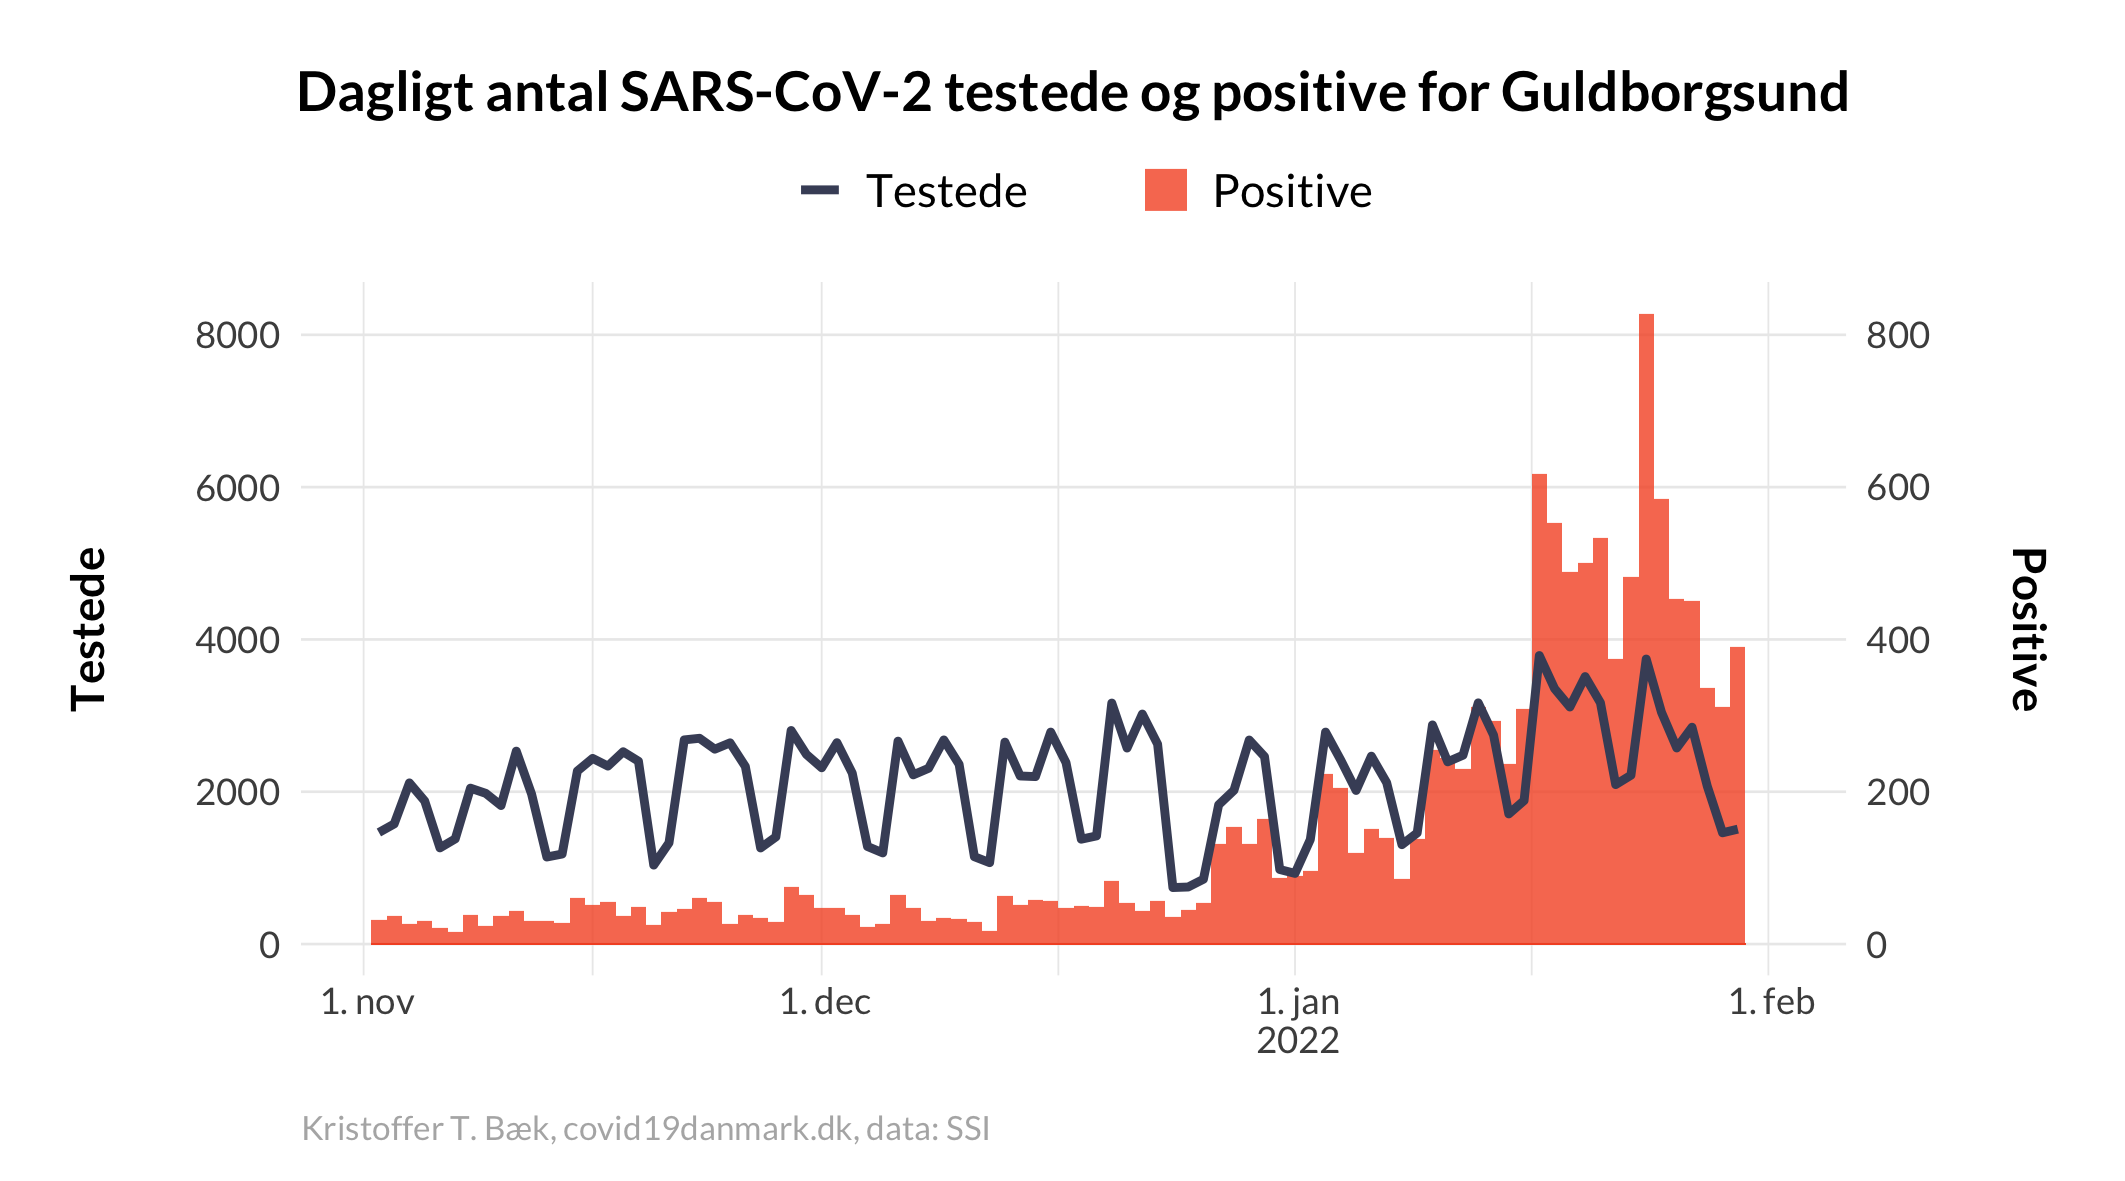 Dagligt antal SARS-CoV-2 testede og positive for Guldborgsund
Testede
Positive
8000
6000
4000
2000
0
Testede
800
600
400
200
0
Positive
1. nov
1. dec
1. jan
2022
1. feb
Kristoffer T. Bæk, covid19danmark.dk, data: SSI